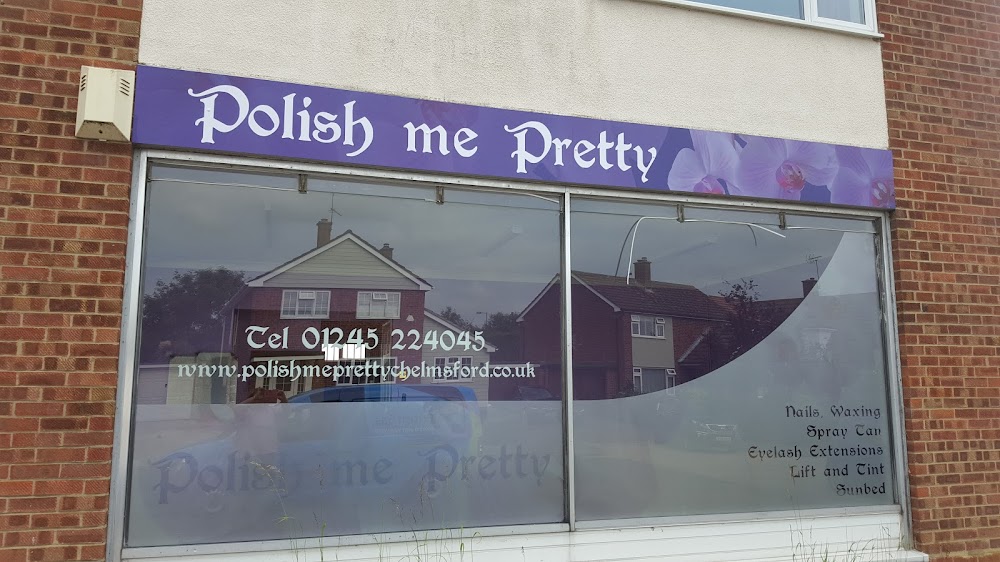 Polish me Pretty
Tel 01245 224045
www.polishmeprettychelmsford.co.uk
Polish me Pretty
Nails, Waxing
Spray Tan
Eyelash Extensions
Lift and Tint
Sunbed